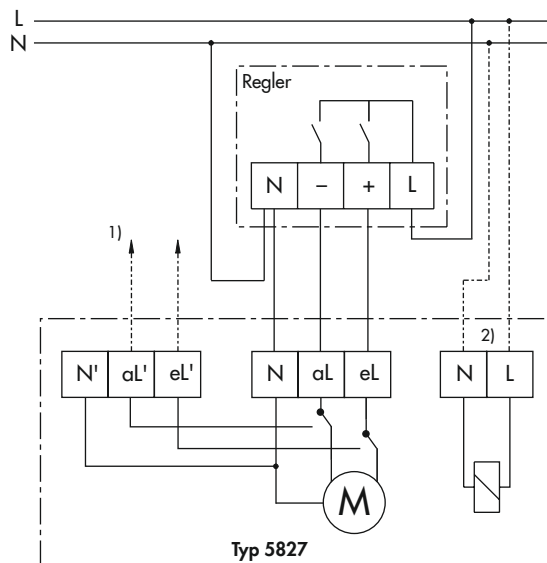 L
N
Regler
N – + L
1)
2)
N' aL' eL' N aL eL N L
M
Typ 5827